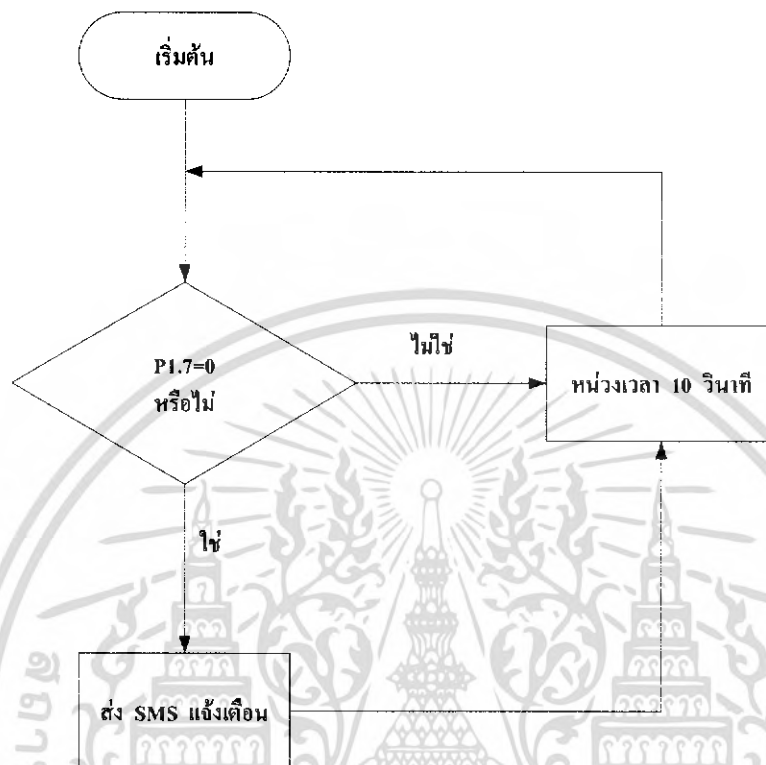 เริ่มต้น
P1.7=0
หรือไม่
ไม่ใช่
หน่วงเวลา 10 วินาที
ใช่
ส่ง SMS แจ้งเตือน